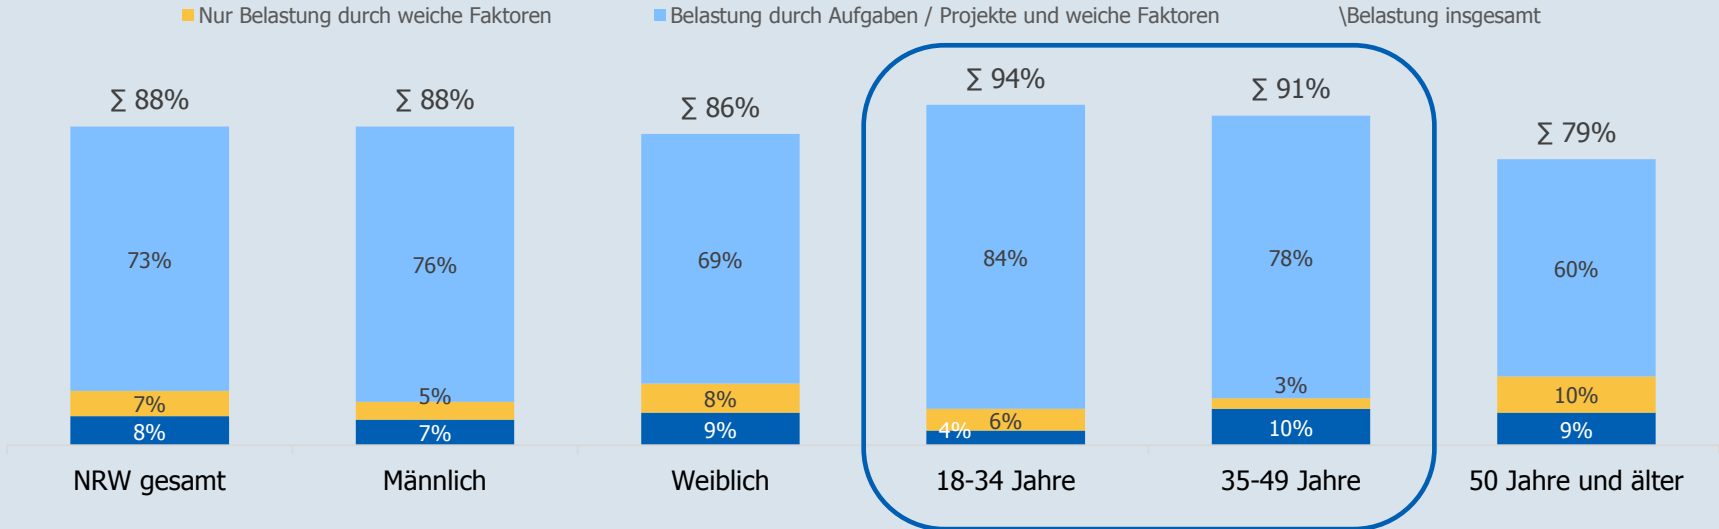 Nur Belastung durch weiche Faktoren Belastung durch Aufgaben / Projekte und weiche Faktoren \Belastung insgesamt
∑ 88% ∑ 88% ∑ 86% ∑ 94% ∑ 91% ∑ 79%
73% 76% 69% 84% 78% 60%
7% 5% 8% 6% 3% 10%
8% 7% 9% 4% 10% 9%
NRW gesamt Männlich Weiblich 18-34 Jahre 35-49 Jahre 50 Jahre und älter